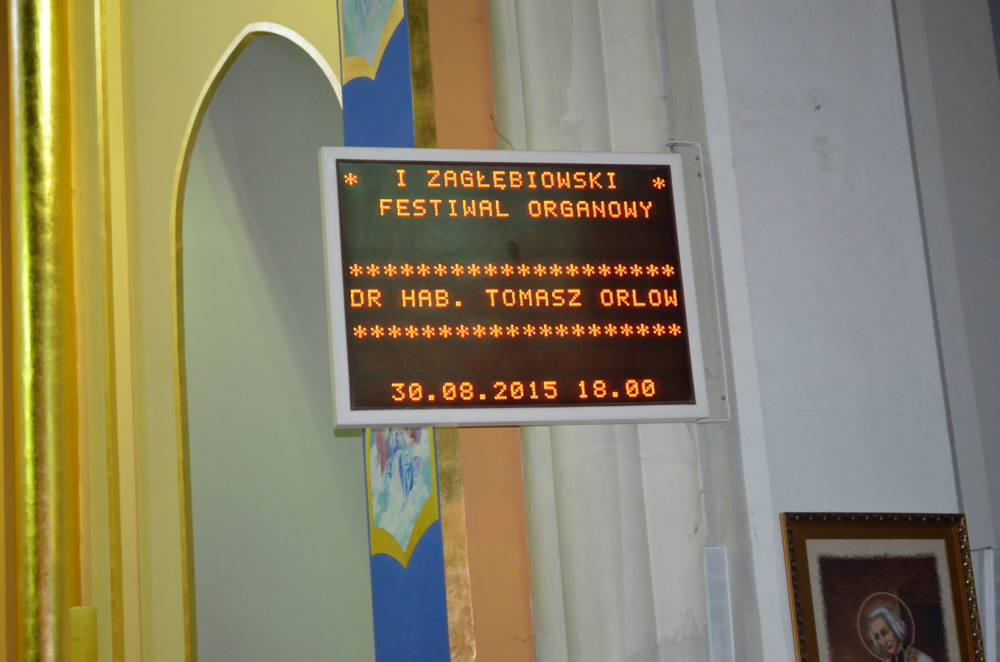 * I ZAGŁĘBIOWSKI *
FESTIWAL ORGANOWY
********************
DR HAB. TOMASZ ORLOW
********************
30.08.2015 18.00